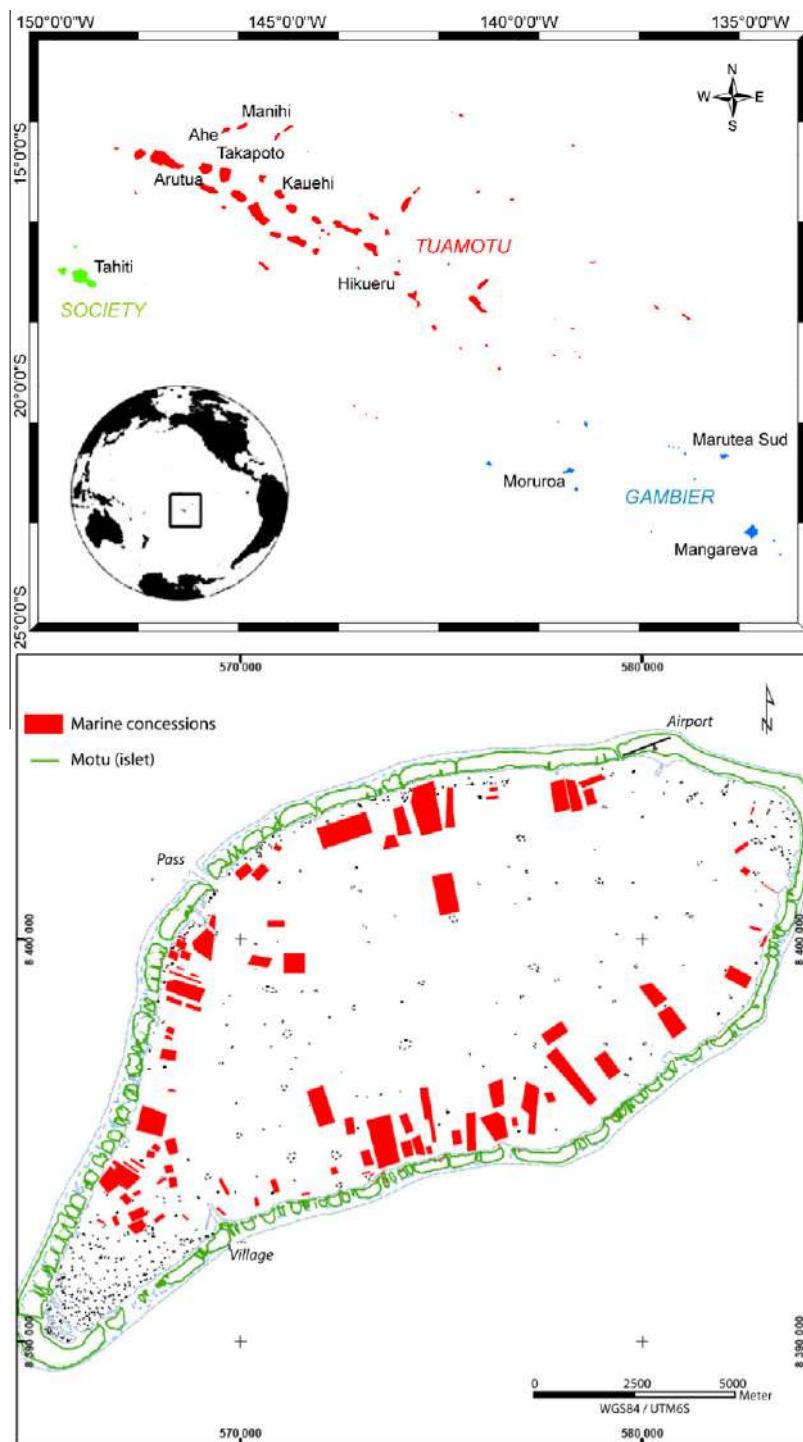 150°0'0"0 145°0'0"O 140°0'0"O 135°0'0"O
N
W E
S
Manihi
Ahe
Takapoto
15°0'0"S
Arutua
Kauehi
TUAMOTU
Tahiti
Hikueru
SOCIETY
20°0'0"S
Marutea Sud
Moruroa
GAMBIER
Mangareva
25°0'0"S
570 000 580 000
Marine concessions
Airport
N
Motu (islet)
Pass
8 400 000 8 400 000
Village
8 390 000 8 390 000
0 2500 5000
Meter
WGS84 / UTM6S
570 000 580 000